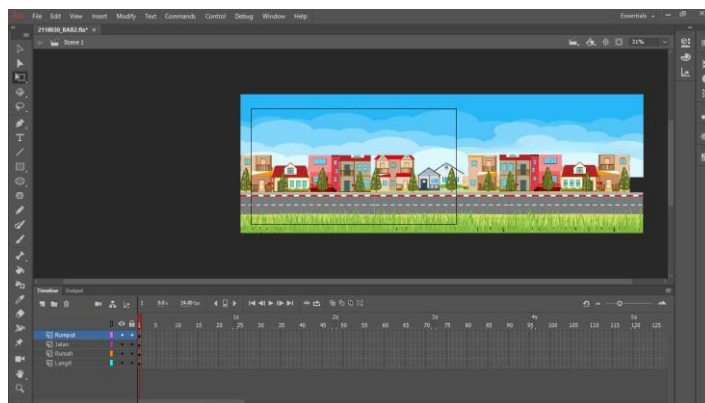 File Edit View Insert Modify Text Commands Control Debug Window Help
Essentials
2118030_BAB2.fla*
Scene 1
31%
Timeline Output
24.00 fps
1s 2s 3s 4s 5s
1 5 10 15 20 25 30 35 40 45 50 55 60 65 70 75 80 85 90 95 100 105 110 115 120 125
Rumput
Jalan
Rumah
Langit